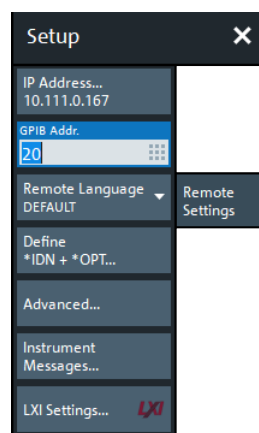 Setup
IP Address...
10.111.0.167
GPIB Addr.
20
Remote Language
DEFAULT
Remote
Settings
Define
*IDN + *OPT...
Advanced...
Instrument
Messages...
LXI Settings... LXI